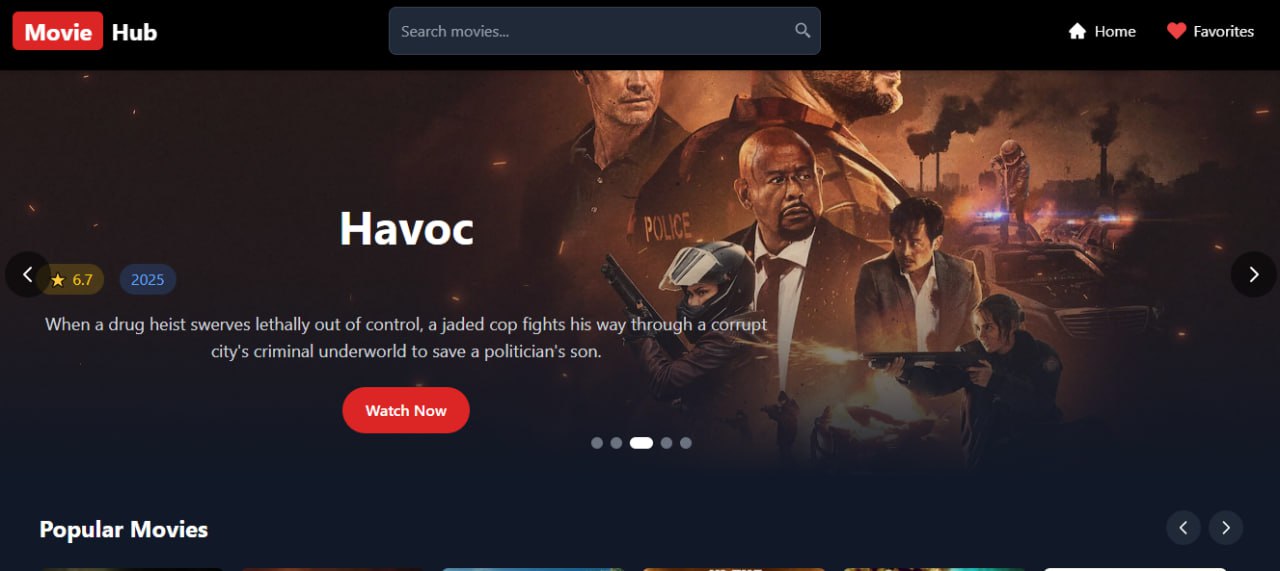 Movie Hub
Search movies...
Home
Favorites
POLICE
Havoc
★ 6.7
2025
When a drug heist swerves lethally out of control, a jaded cop fights his way through a corrupt
city's criminal underworld to save a politician's son.
Watch Now
Popular Movies